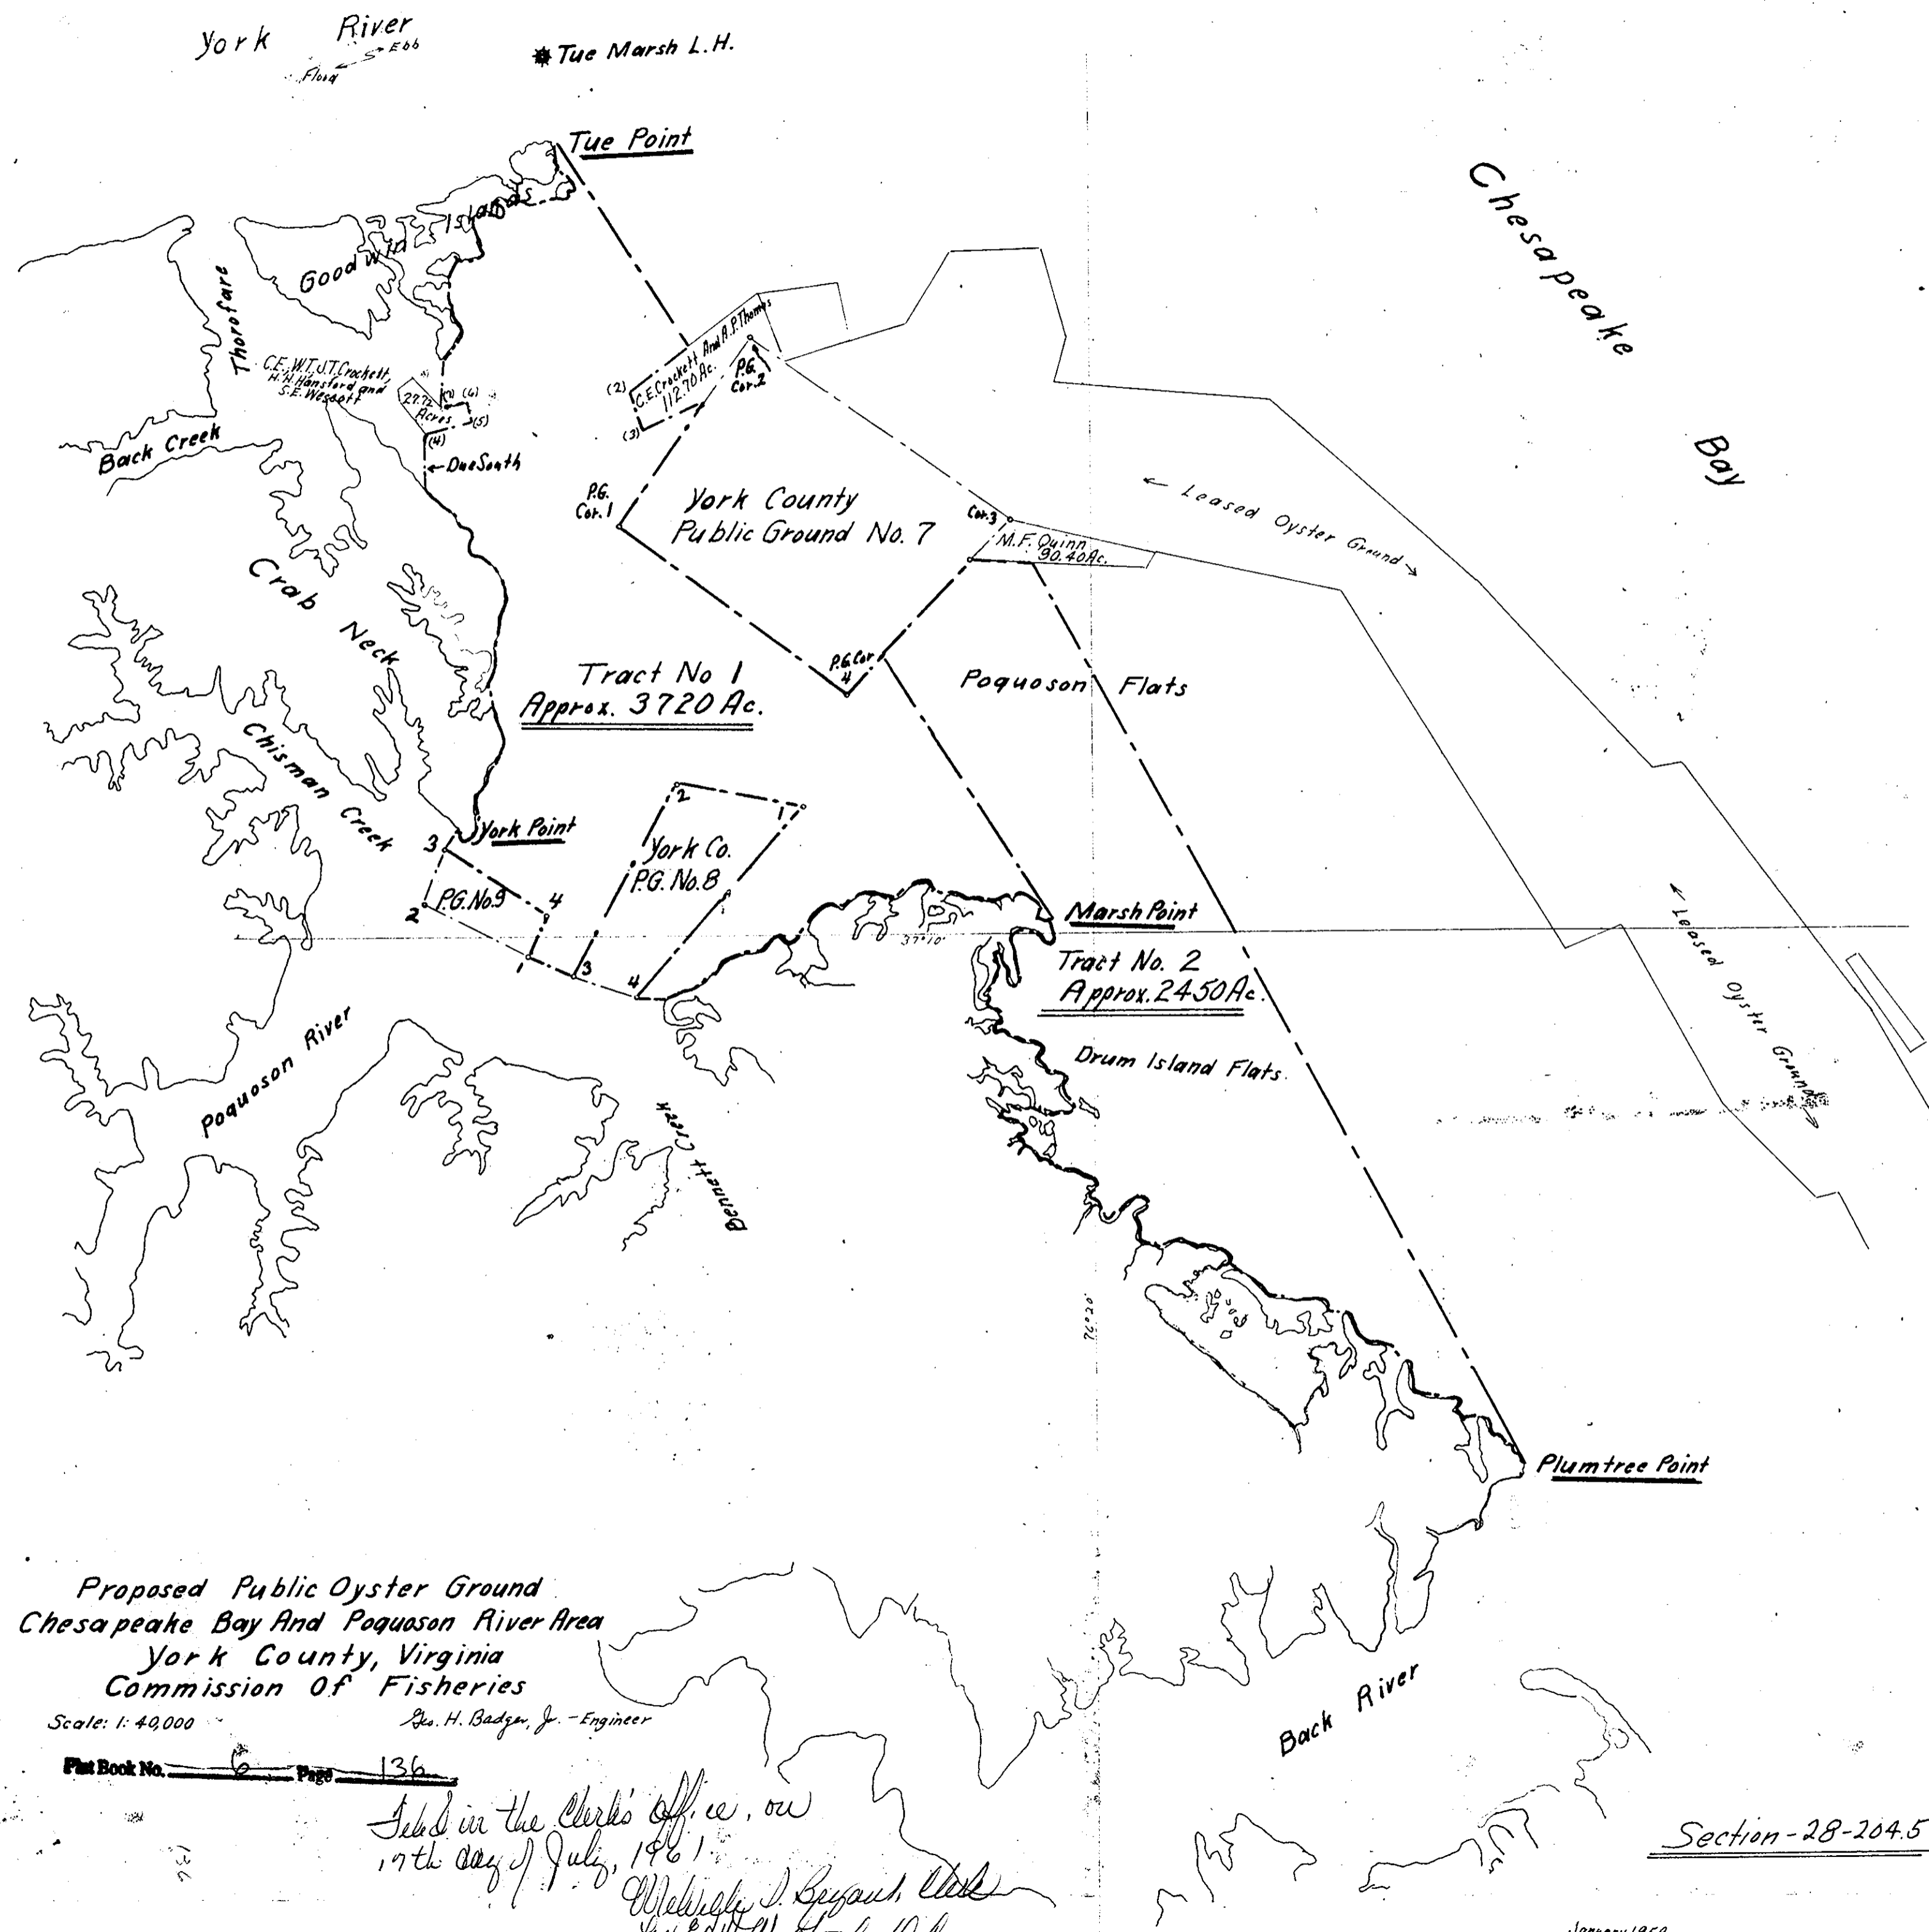 York River
Ebb
Flood
Tue Marsh L.H.
Tue Point
Chesapeake
Bay
Goodwin Islands
Thorofare
C.E., W.T., J.T. Crockett,
H.H. Hansford and
S.E. Wescott
27.72
Acres
(6)
(5)
(4)
Due South
Back Creek
(2)
C.E. Crockett And A.P. Thomas
112.70 Ac.
(3)
P.G.
Cor. 2
P.G.
Cor. 1
York County
Public Ground No. 7
Cor. 3
M.F. Quinn
90.40 Ac.
Leased Oyster Ground
Crab Neck
Tract No 1
Approx. 3720 Ac.
P.G. Cor
4
Poquoson Flats
Chisman Creek
York Point
2
1
York Co.
P.G. No. 8
3
4
3
P.G. No. 9
4
2
1
Marsh Point
37°10'
Tract No. 2
Approx. 2450 Ac.
Leased Oyster Ground
Drum Island Flats
Poquoson River
Bennett Creek
76°20'
Plumtree Point
Proposed Public Oyster Ground
Chesapeake Bay And Poquoson River Area
York County, Virginia
Commission Of Fisheries
Scale: 1:40,000
Geo. H. Badger, Jr. - Engineer
Plat Book No. 6 Page 136
Back River
Filed in the Clerk's Office, on
17th day of July, 1961
D. Bryant, Clerk
136
Section-28-204.5
January 1959